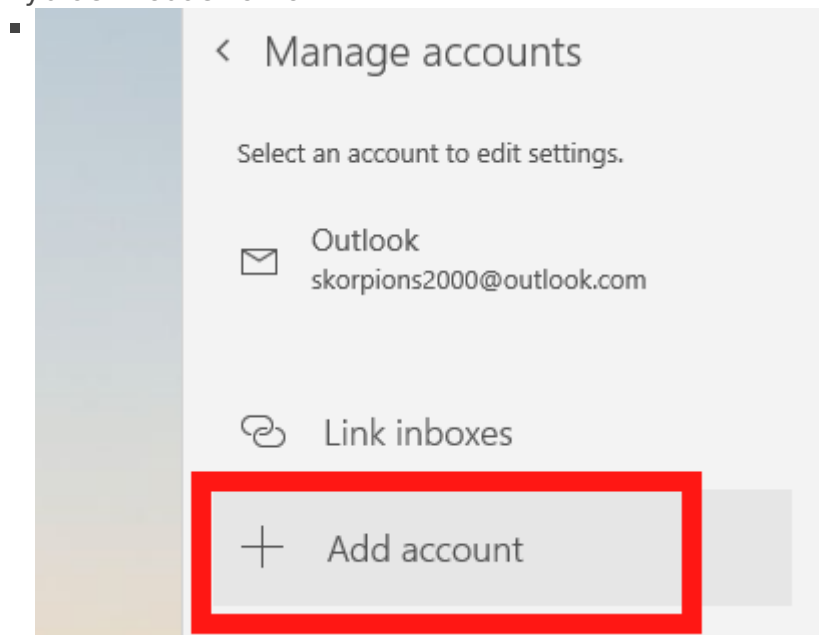 Manage accounts
Select an account to edit settings.
Outlook
skorpions2000@outlook.com
Link inboxes
Add account